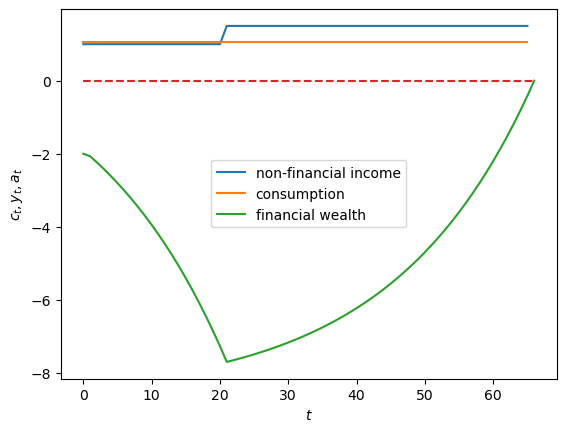 0
−2
−4
−6
−8
0
10
20
30
40
50
60
t
c_t, y_t, a_t
non-financial income
consumption
financial wealth